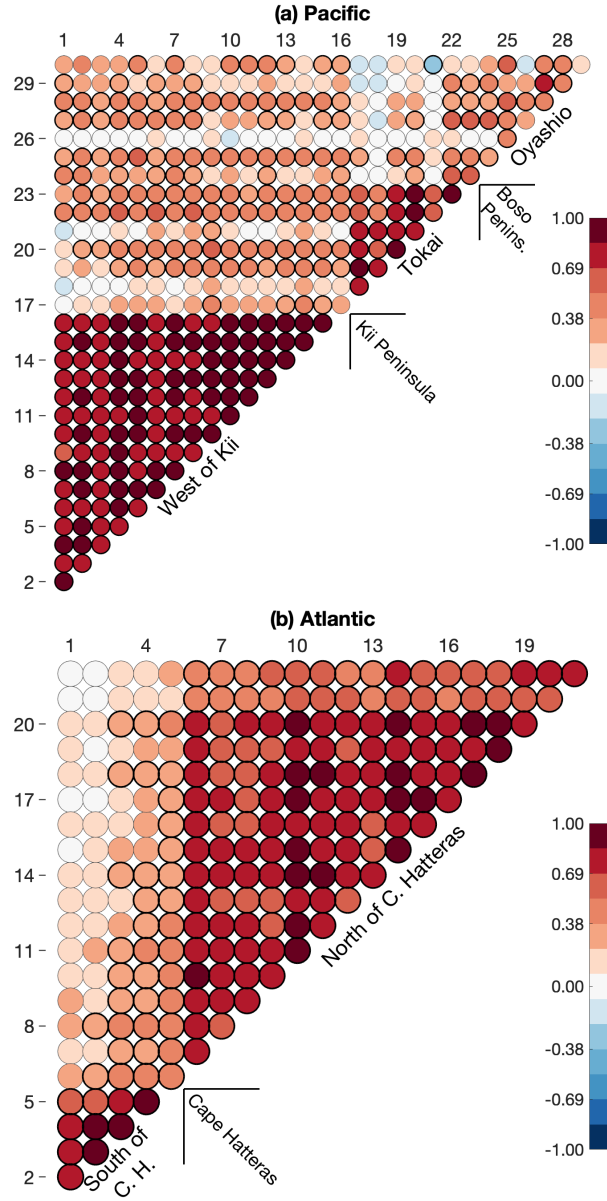 (a) Pacific
1 4 7 10 13 16 19 22 25 28
29
26
23
20
17
14
11
8
5
2
West of Kii
Kii Peninsula
Tokai
Boso
Penins.
Oyashio
1.00
0.69
0.38
0.00
-0.38
-0.69
-1.00
(b) Atlantic
1 4 7 10 13 16 19
20
17
14
11
8
5
2
South of
C. H.
Cape Hatteras
North of C. Hatteras
1.00
0.69
0.38
0.00
-0.38
-0.69
-1.00